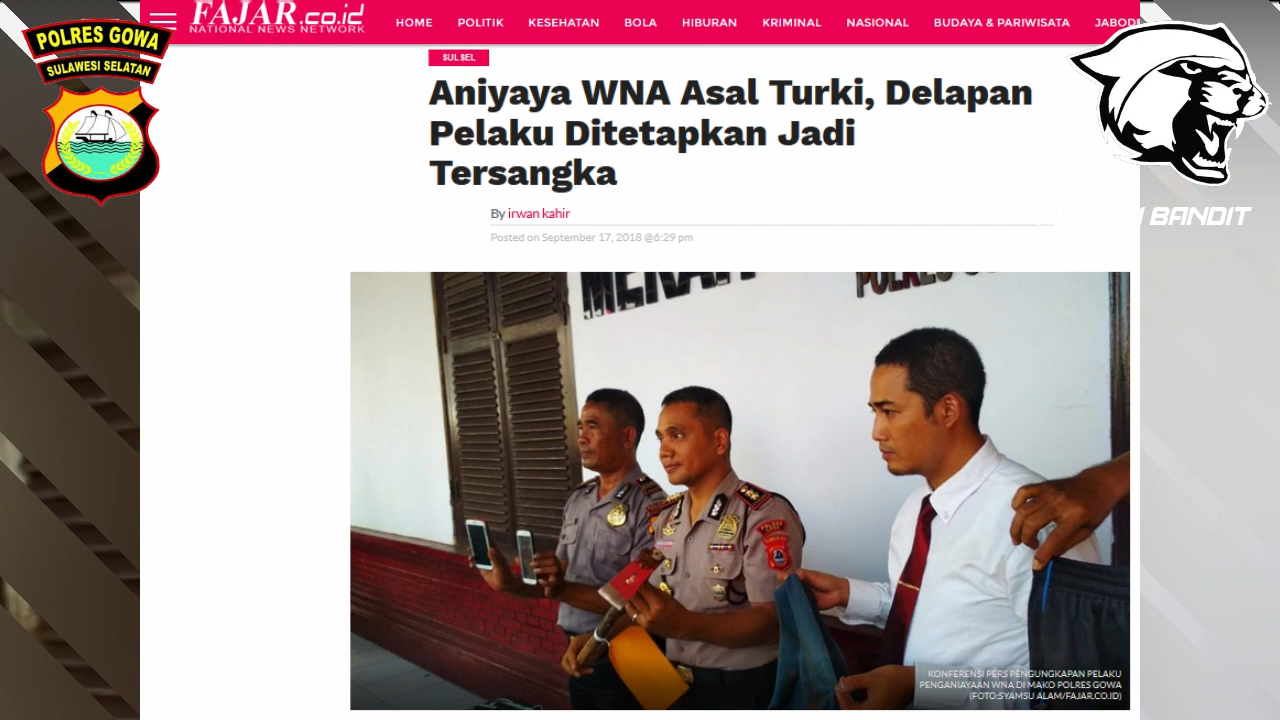 FAJAR.co.id
NATIONAL NEWS NETWORK
HOME POLITIK KESEHATAN BOLA HIBURAN KRIMINAL NASIONAL BUDAYA & PARIWISATA
POLRES GOWA
SULAWESI SELATAN
SULSEL
Aniyaya WNA Asal Turki, Delapan
Pelaku Ditetapkan Jadi
Tersangka
By irwan kahir
Posted on September 17, 2018 @6:29 pm
BANDIT
KONFERENSI PERS PENGUNGKAPAN PELAKU
PENGANIAYAAN WNA DI MAKO POLRES GOWA
(FOTO:SYAMSU ALAM/FAJAR.CO.ID)